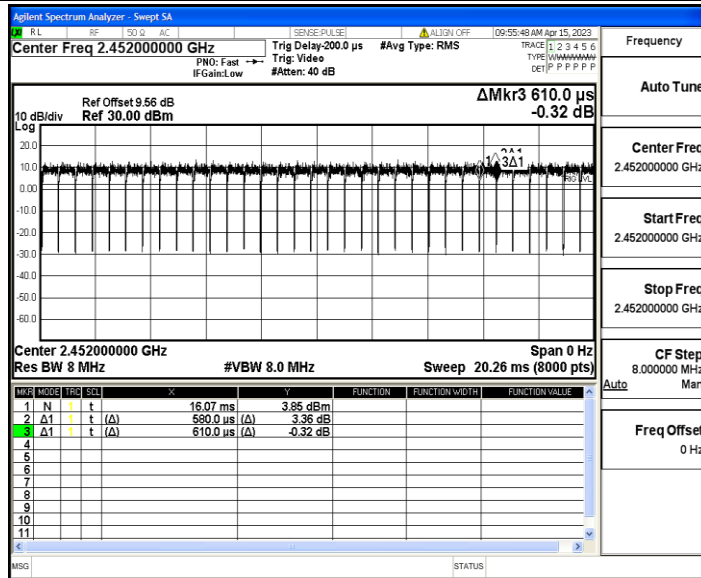 Agilent Spectrum Analyzer - Swept SA
RL RF 50 Ω AC SENSE:PULSE ALIGN OFF 09:55:48 AM Apr 15, 2023
Center Freq 2.452000000 GHz
PNO: Fast
IFGain:Low
Trig Delay-200.0 µs
Trig: Video
#Atten: 40 dB
#Avg Type: RMS
TRACE 1 2 3 4 5 6
TYPE
DET P P P P P P
ΔMkr3 610.0 µs
-0.32 dB
Ref Offset 9.56 dB
10 dB/div Ref 30.00 dBm
Log
20.0
10.0
0.00
-10.0
-20.0
-30.0
-40.0
-50.0
-60.0
3Δ1
Center 2.452000000 GHz Span 0 Hz
Res BW 8 MHz #VBW 8.0 MHz Sweep 20.26 ms (8000 pts)
MKR MODE TRC SCL X Y FUNCTION FUNCTION WIDTH FUNCTION VALUE
1 N 1 t 16.07 ms 3.85 dBm
2 Δ1 1 t (Δ) 580.0 µs (Δ) 3.36 dB
3 Δ1 1 t (Δ) 610.0 µs (Δ) -0.32 dB
4
5
6
7
8
9
10
11
MSG STATUS
Frequency
Auto Tune
Center Freq
2.452000000 GHz
Start Freq
2.452000000 GHz
Stop Freq
2.452000000 GHz
CF Step
8.000000 MHz
Auto Man
Freq Offset
0 Hz